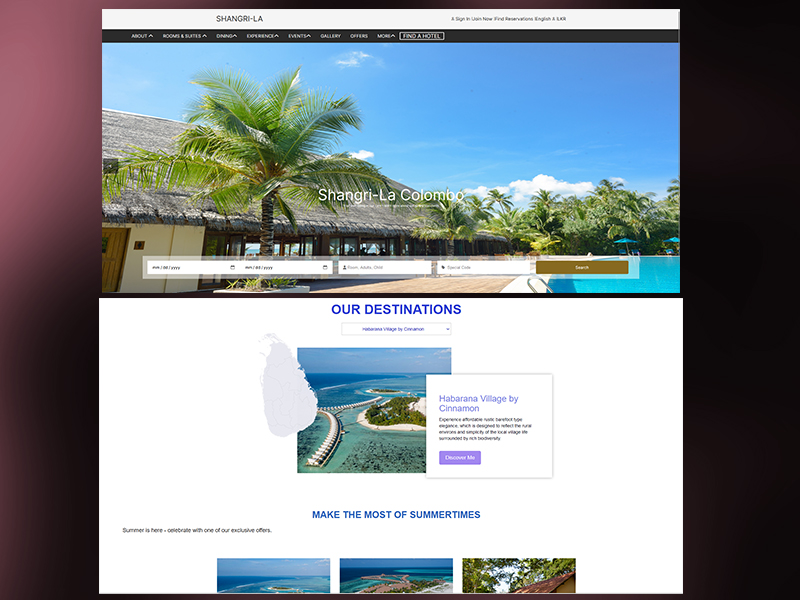 SHANGRI-LA
Sign In \Join Now |Find Reservations |English A |LKR
ABOUT ROOMS & SUITES DINING EXPERIENCE EVENTS GALLERY OFFERS MORE FIND A HOTEL
Shangri-La Colombo
mm/dd/yyyy mm/dd/yyyy Room, Adults, Child Special Code Search
OUR DESTINATIONS
Habarana Village by Cinnamon
Habarana Village by
Cinnamon
Experience affordable rustic barefoot type
elegance, which is designed to reflect the rural
environs and simplicity of the local village life
surrounded by rich biodiversity.
Discover Me
MAKE THE MOST OF SUMMERTIMES
Summer is here - celebrate with one of our exclusive offers.